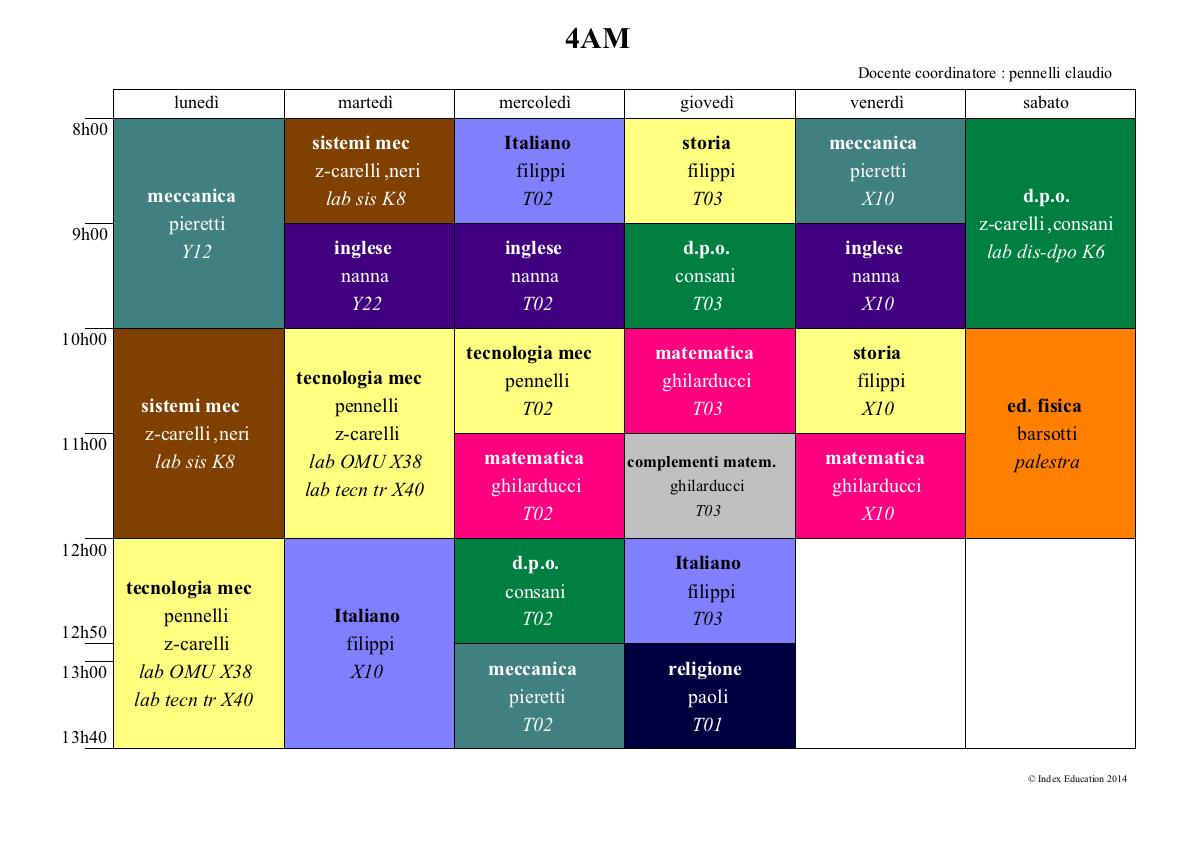 4AM
Docente coordinatore : pennelli claudio
lunedì martedì mercoledì giovedì venerdì sabato
8h00
meccanica
pieretti
Y12
sistemi mec
z-carelli ,neri
lab sis K8
Italiano
filippi
T02
storia
filippi
T03
meccanica
pieretti
X10
d.p.o.
z-carelli ,consani
lab dis-dpo K6
9h00
inglese
nanna
Y22
inglese
nanna
T02
d.p.o.
consani
T03
inglese
nanna
X10
10h00
sistemi mec
z-carelli ,neri
lab sis K8
tecnologia mec
pennelli
z-carelli
lab OMU X38
lab tecn tr X40
tecnologia mec
pennelli
T02
matematica
ghilarducci
T03
storia
filippi
X10
ed. fisica
barsotti
palestra
11h00
matematica
ghilarducci
T02
complementi matem.
ghilarducci
T03
matematica
ghilarducci
X10
12h00
tecnologia mec
pennelli
z-carelli
lab OMU X38
lab tecn tr X40
Italiano
filippi
X10
d.p.o.
consani
T02
Italiano
filippi
T03
12h50
13h00
meccanica
pieretti
T02
religione
paoli
T01
13h40
© Index Education 2014